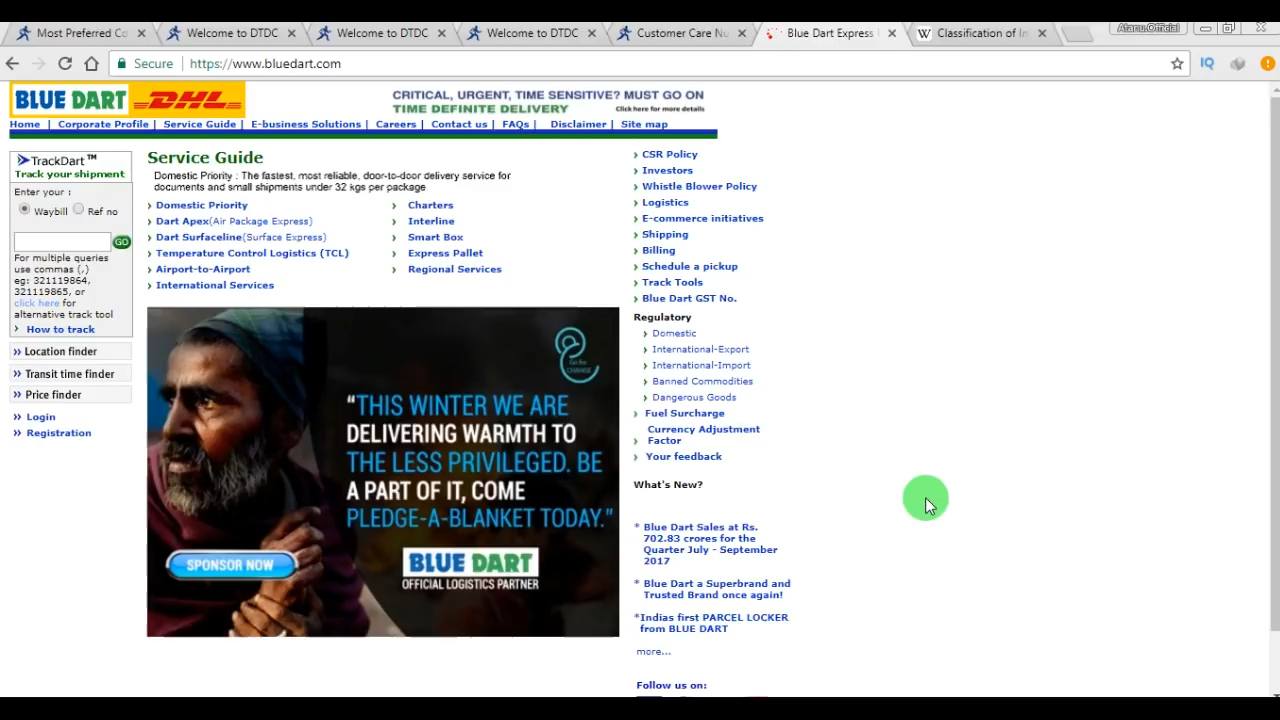 Most Preferred Co
Welcome to DTDC
Welcome to DTDC
Welcome to DTDC
Customer Care Nu
Blue Dart Express
Classification of In
Atanu Official
Secure
https://www.bluedart.com
IQ
BLUE DART DHL
CRITICAL, URGENT, TIME SENSITIVE? MUST GO ON
TIME DEFINITE DELIVERY
Click here for more details
Home | Corporate Profile | Service Guide | E-business Solutions | Careers | Contact us | FAQs | Disclaimer | Site map
TrackDart™
Track your shipment
Enter your :
Waybill
Ref no
GO
For multiple queries
use commas (,)
eg: 321119864,
321119865, or
click here for
alternative track tool
How to track
Location finder
Transit time finder
Price finder
Login
Registration
Service Guide
Domestic Priority : The fastest, most reliable, door-to-door delivery service for
documents and small shipments under 32 kgs per package.
Domestic Priority
Dart Apex(Air Package Express)
Dart Surfaceline(Surface Express)
Temperature Control Logistics (TCL)
Airport-to-Airport
International Services
Charters
Interline
Smart Box
Express Pallet
Regional Services
Go For
CHANGE
“THIS WINTER WE ARE
DELIVERING WARMTH TO
THE LESS PRIVILEGED. BE
A PART OF IT, COME
PLEDGE-A-BLANKET TODAY.”
SPONSOR NOW
BLUE DART
OFFICIAL LOGISTICS PARTNER
CSR Policy
Investors
Whistle Blower Policy
Logistics
E-commerce initiatives
Shipping
Billing
Schedule a pickup
Track Tools
Blue Dart GST No.
Regulatory
Domestic
International-Export
International-Import
Banned Commodities
Dangerous Goods
Fuel Surcharge
Currency Adjustment
Factor
Your feedback
What's New?
* Blue Dart Sales at Rs.
702.83 crores for the
Quarter July - September
2017
* Blue Dart a Superbrand and
Trusted Brand once again!
*Indias first PARCEL LOCKER
from BLUE DART
more...
Follow us on: